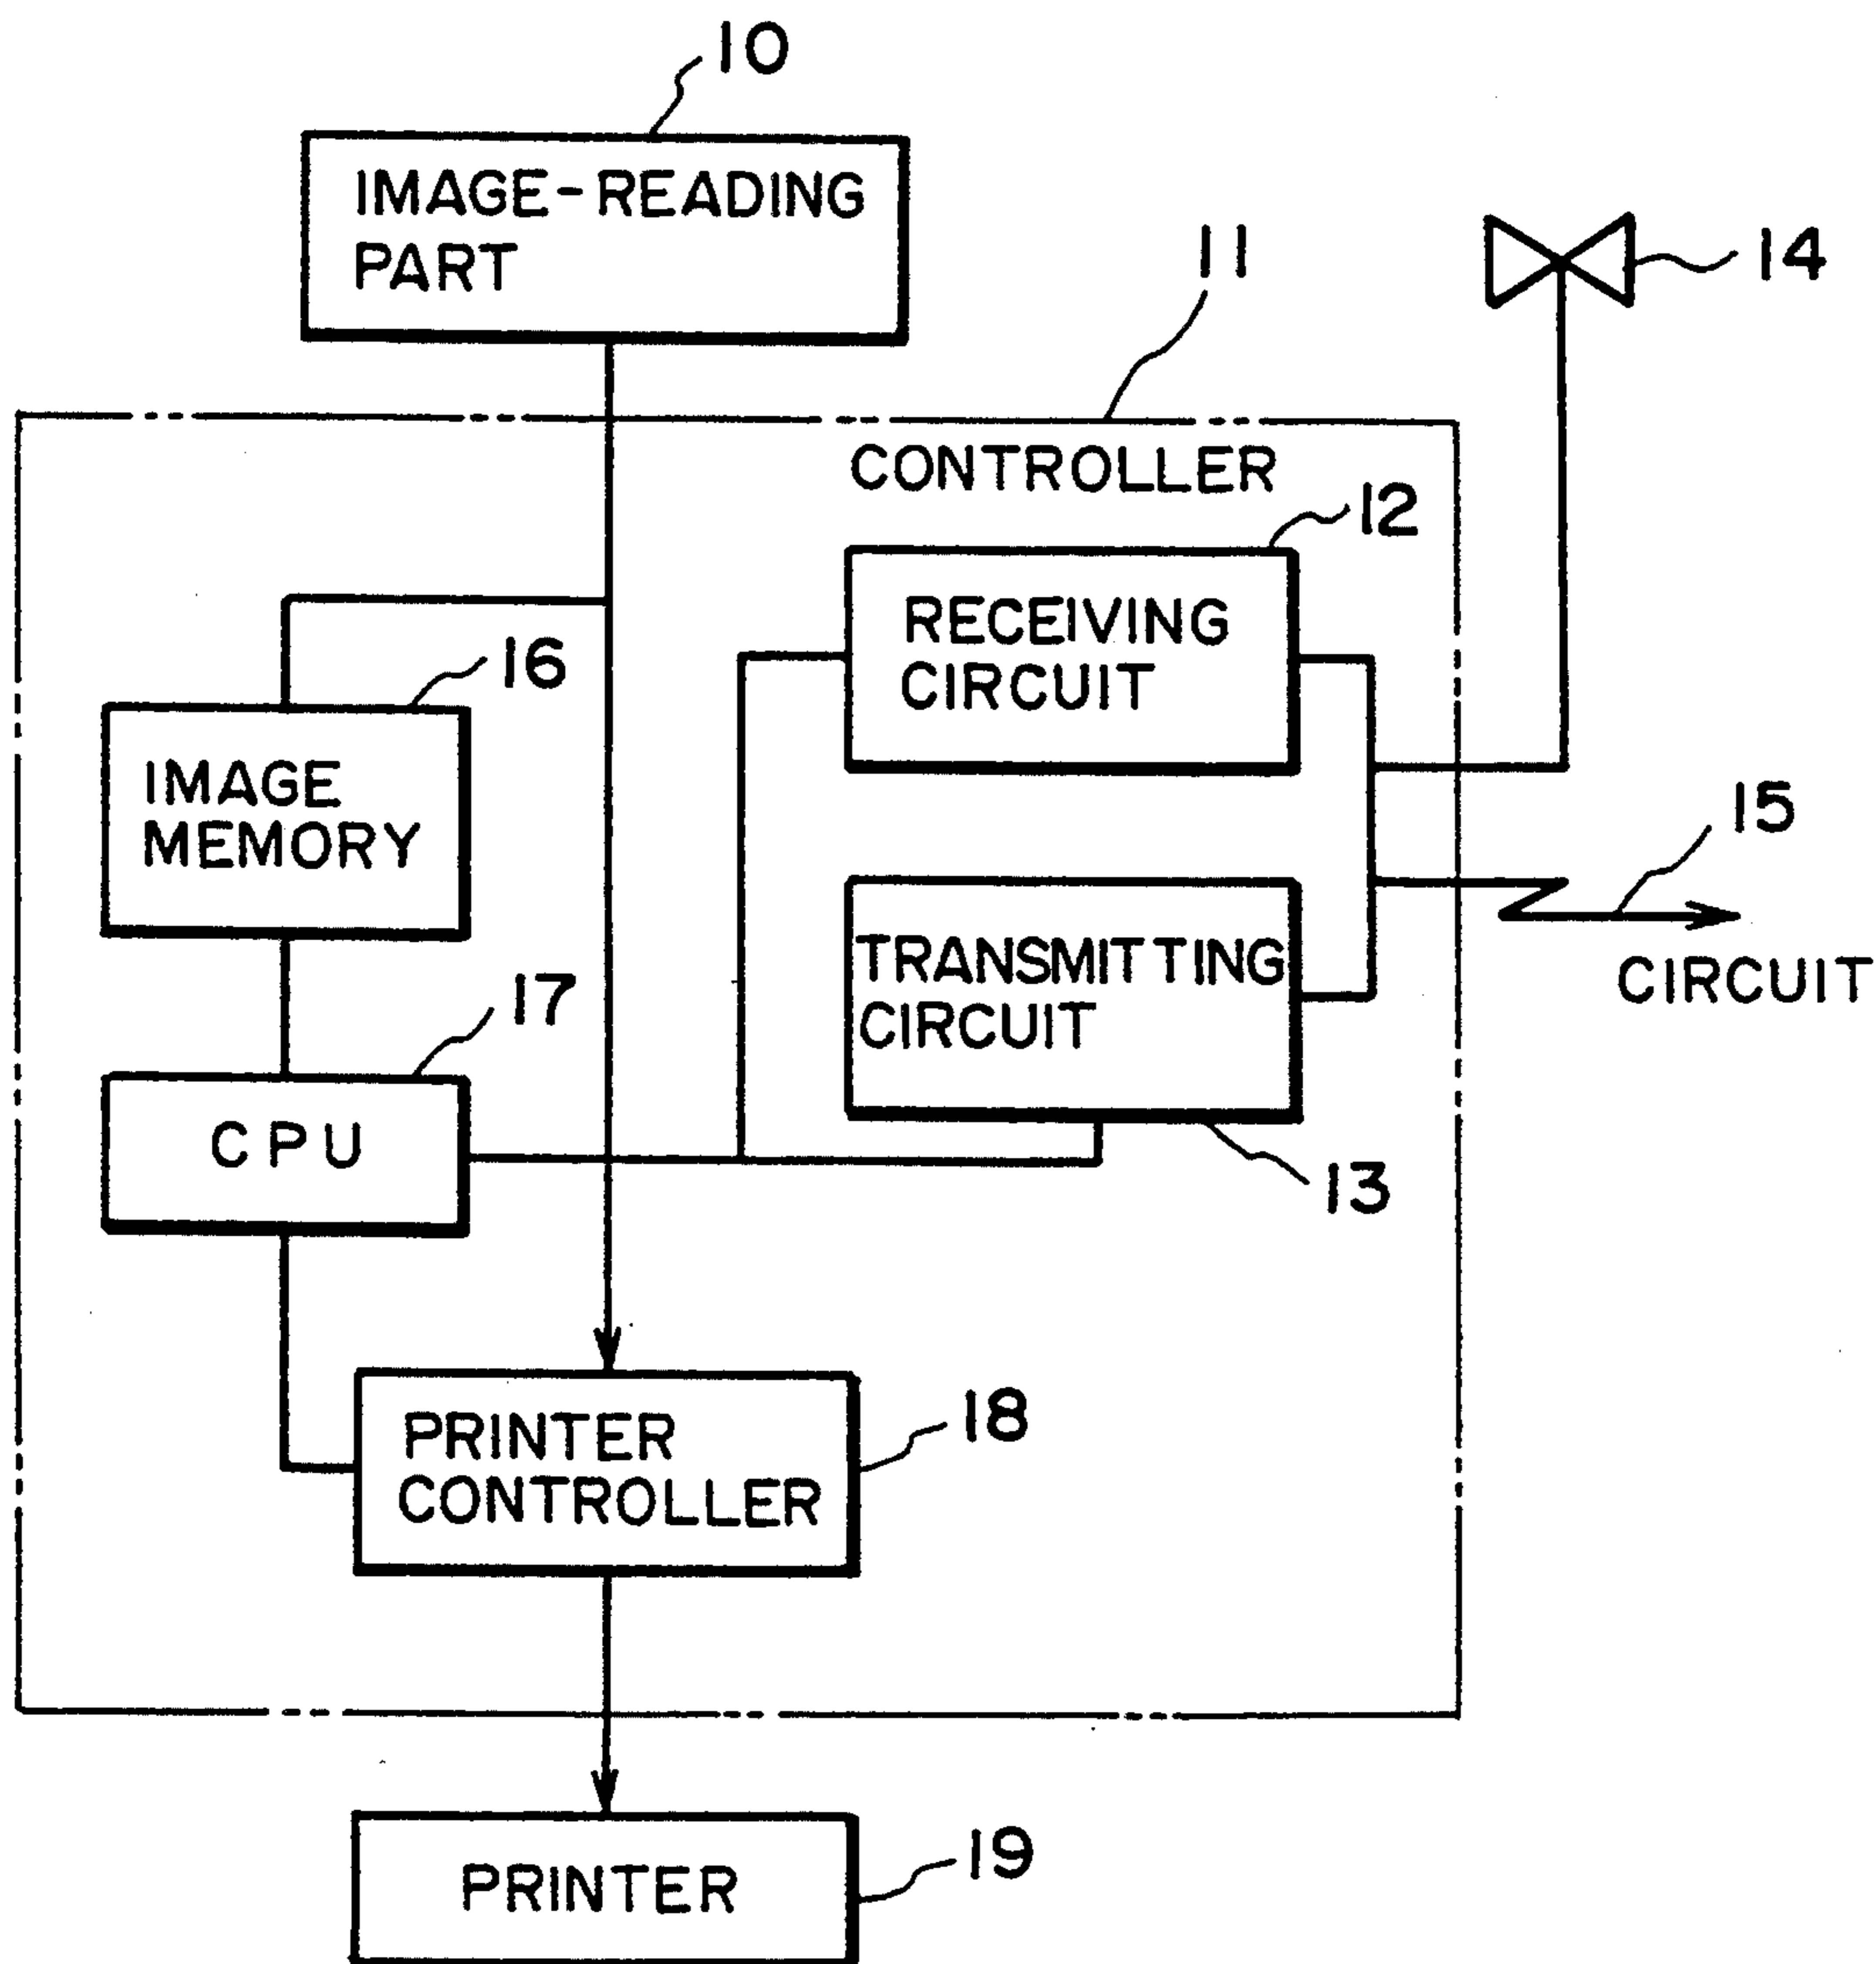 10
IMAGE-READING
PART
11
14
CONTROLLER
12
RECEIVING
CIRCUIT
16
IMAGE
MEMORY
15
TRANSMITTING
CIRCUIT
CIRCUIT
17
CPU
13
18
PRINTER
CONTROLLER
19
PRINTER